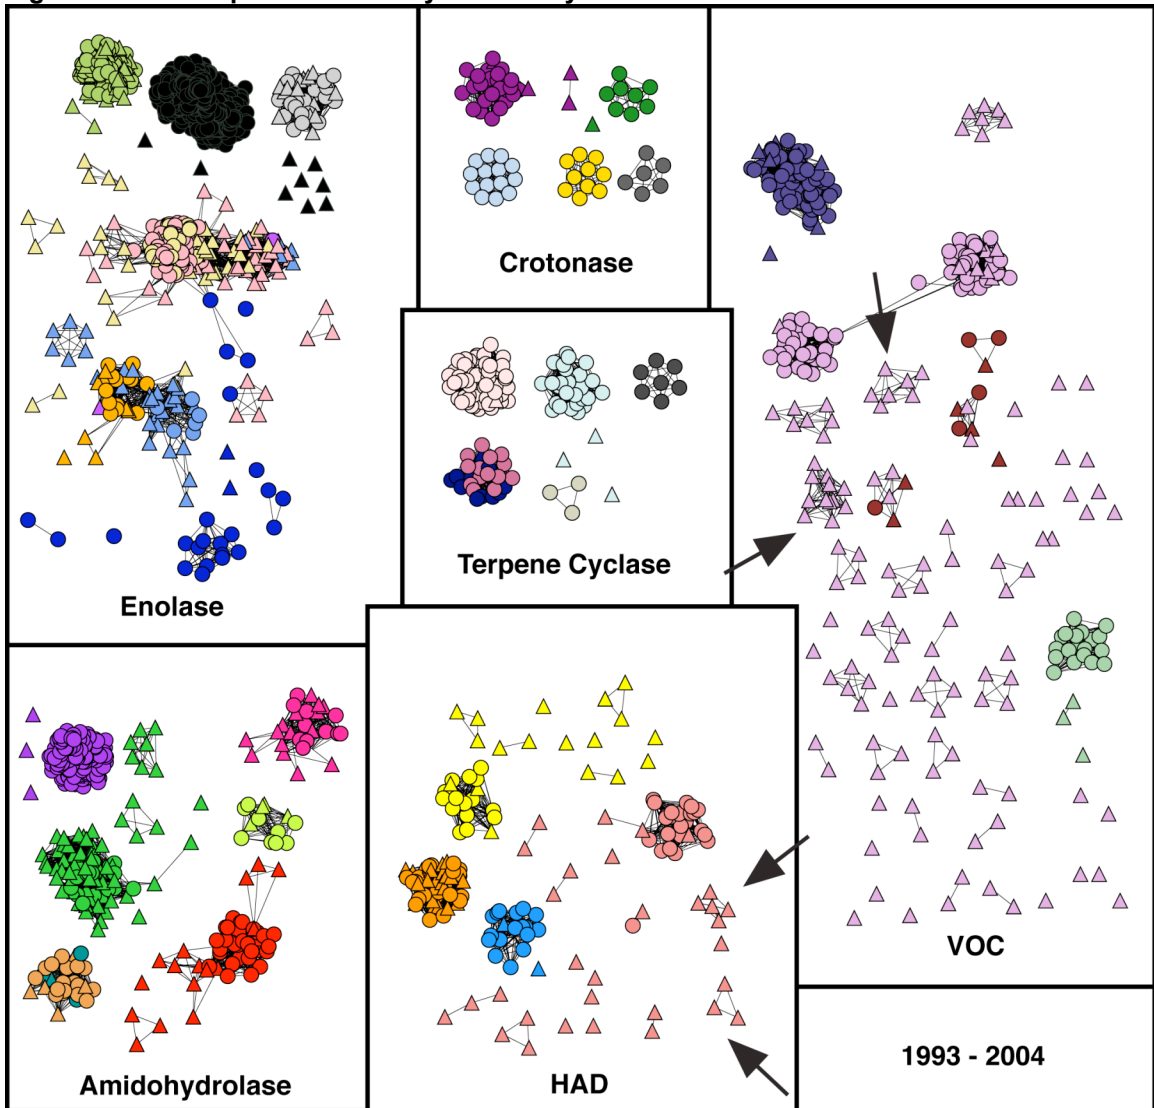 Crotonase
Terpene Cyclase
Enolase
VOC
1993 - 2004
Amidohydrolase
HAD